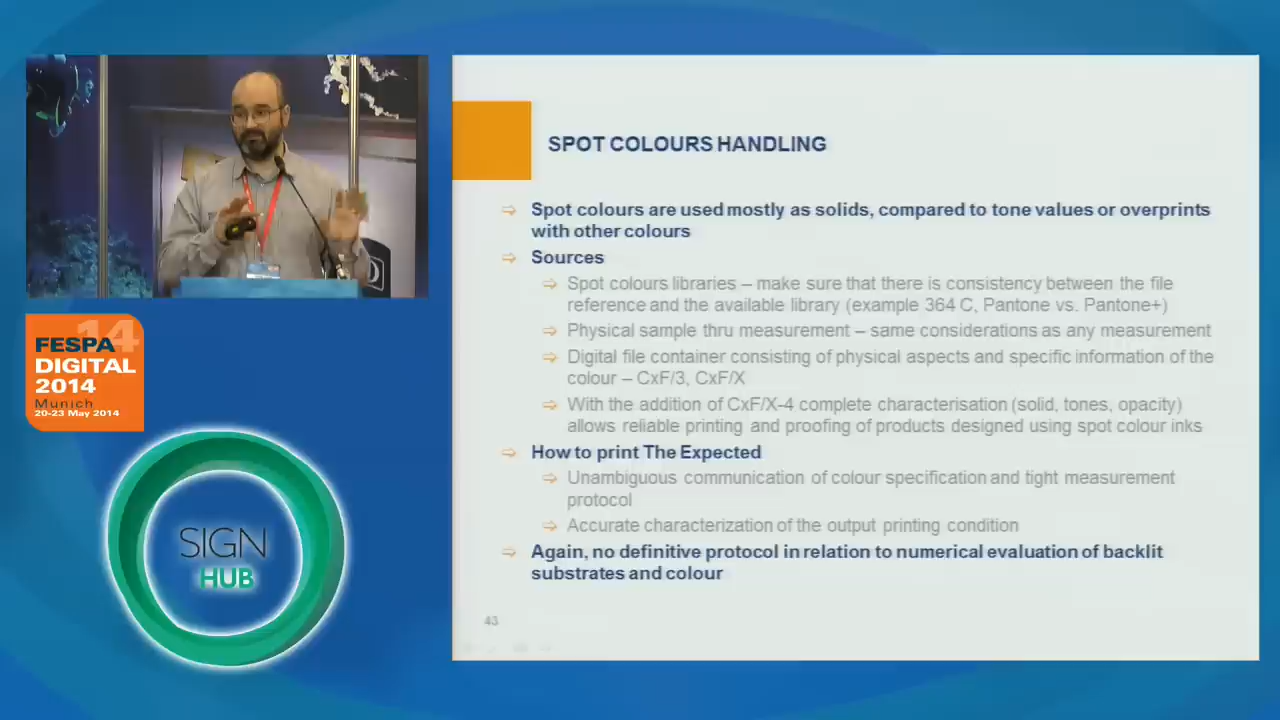 SPOT COLOURS HANDLING
Spot colours are used mostly as solids, compared to tone values or overprints
with other colours
Sources
Spot colours libraries – make sure that there is consistency between the file
reference and the available library (example 364 C, Pantone vs. Pantone+)
Physical sample thru measurement – same considerations as any measurement
Digital file container consisting of physical aspects and specific information of the
colour – CxF/3, CxF/X
With the addition of CxF/X-4 complete characterisation (solid, tones, opacity)
allows reliable printing and proofing of products designed using spot colour inks
How to print The Expected
Unambiguous communication of colour specification and tight measurement
protocol
Accurate characterization of the output printing condition
Again, no definitive protocol in relation to numerical evaluation of backlit
substrates and colour
43
14
FESPA
DIGITAL
2014
Munich
20-23 May 2014
SIGN
HUB